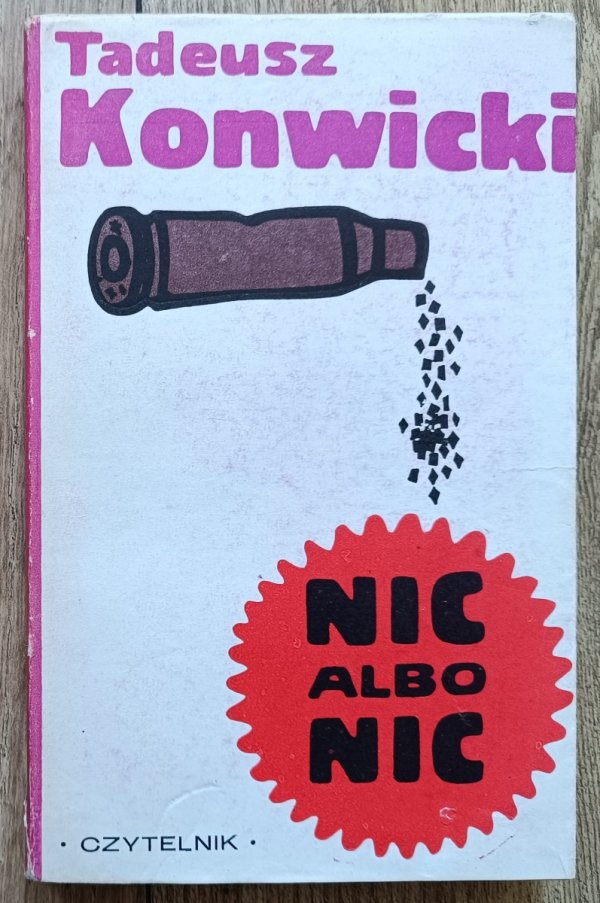 Tadeusz
Konwicki
NIC
ALBO
NIC
• CZYTELNIK •